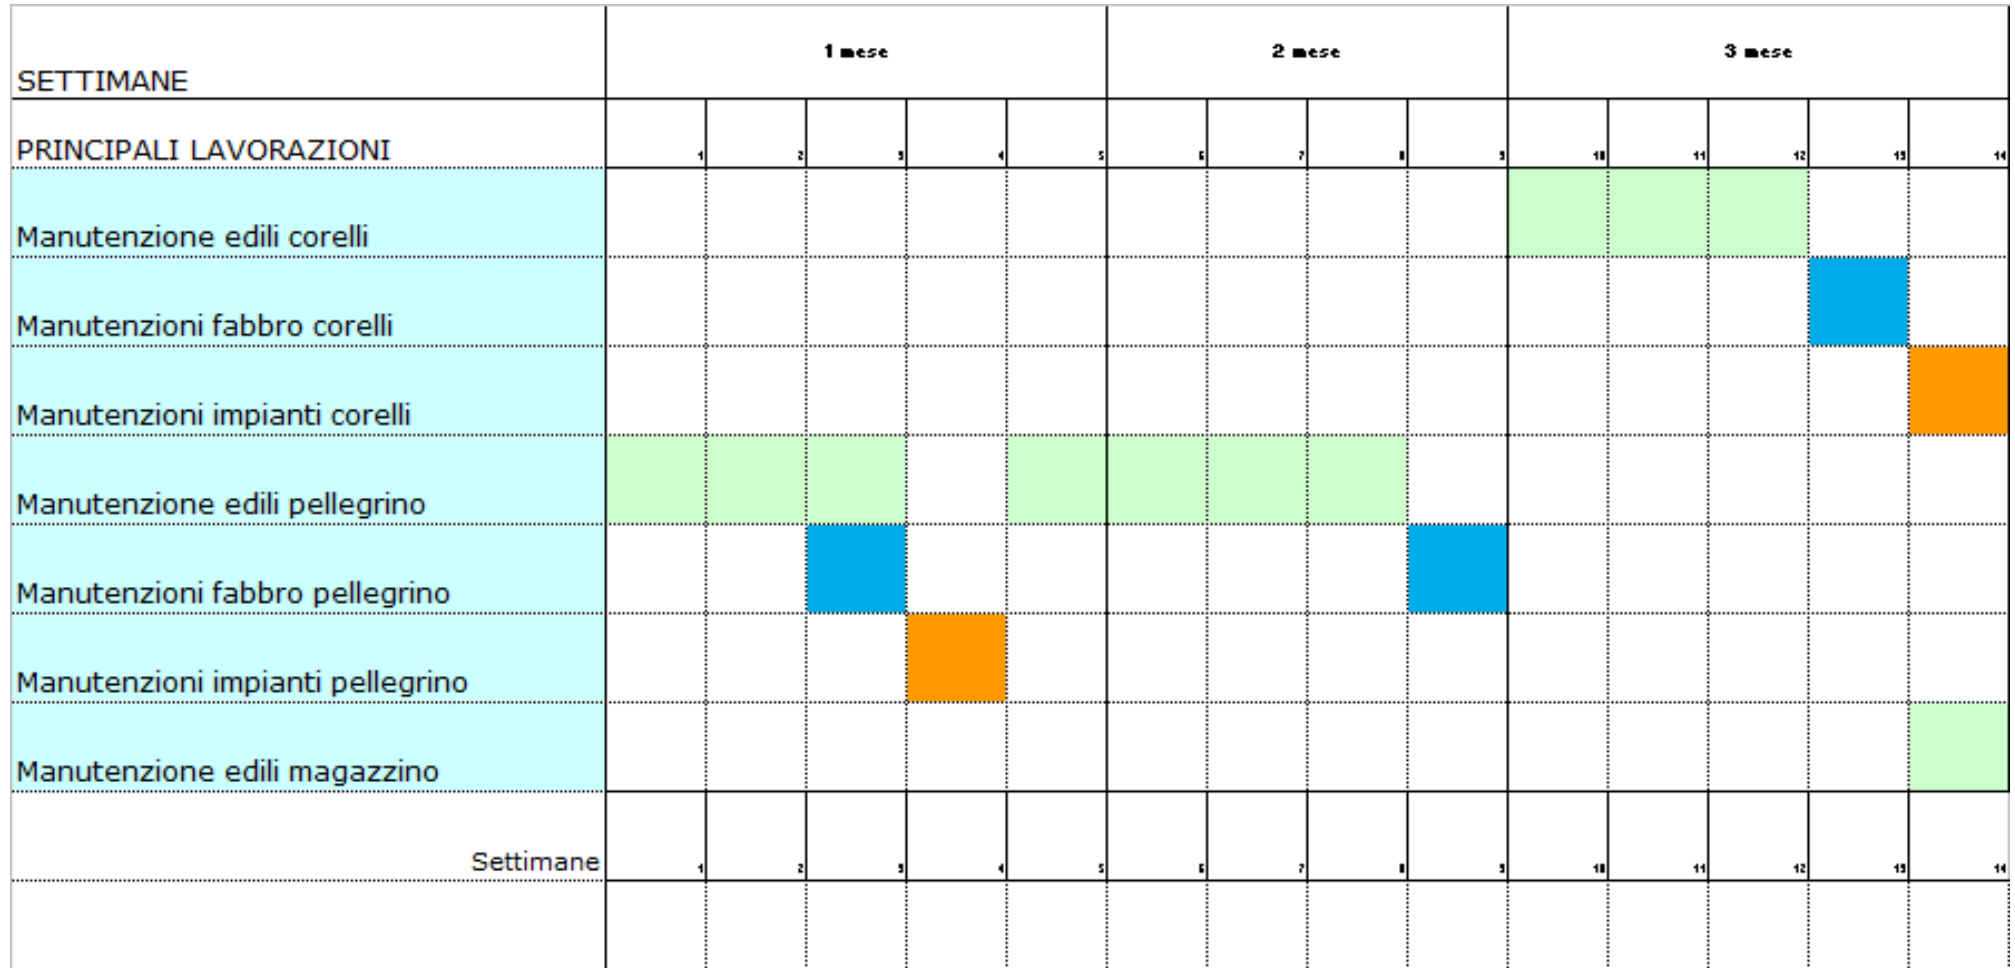 1 mese 2 mese 3 mese
SETTIMANE
PRINCIPALI LAVORAZIONI 1 2 3 4 5 6 7 8 9 10 11 12 13 14
Manutenzione edili corelli
Manutenzioni fabbro corelli
Manutenzioni impianti corelli
Manutenzione edili pellegrino
Manutenzioni fabbro pellegrino
Manutenzioni impianti pellegrino
Manutenzione edili magazzino
Settimane 1 2 3 4 5 6 7 8 9 10 11 12 13 14